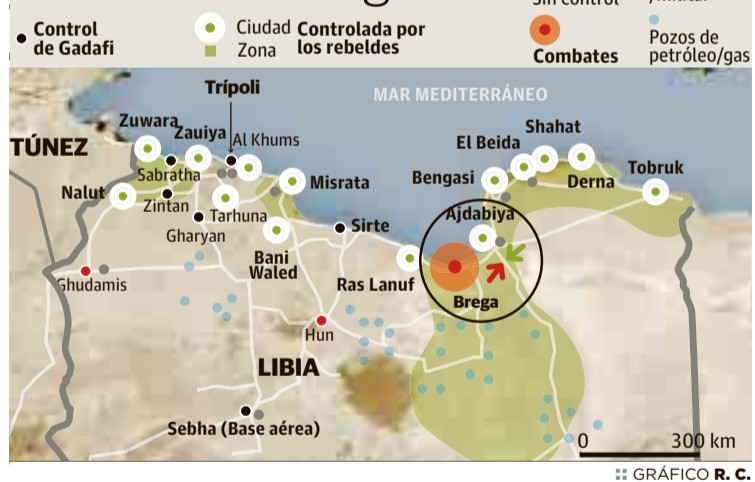 Control
de Gadafi
Ciudad
Zona
Controlada por
los rebeldes
Sin control
Combates
Pozos de
petróleo/gas
MAR MEDITERRÁNEO
Trípoli
Zuwara
Zauiya
Al Khums
TÚNEZ
Sabratha
Nalut
Zintan
Tarhuna
Misrata
Gharyan
Sirte
Bani
Waled
Ghudamis
Ras Lanuf
Hun
LIBIA
Sebha (Base aérea)
Shahat
El Beida
Bengasi
Derna
Tobruk
Ajdabiya
Brega
0
300 km
GRÁFICO R. C.